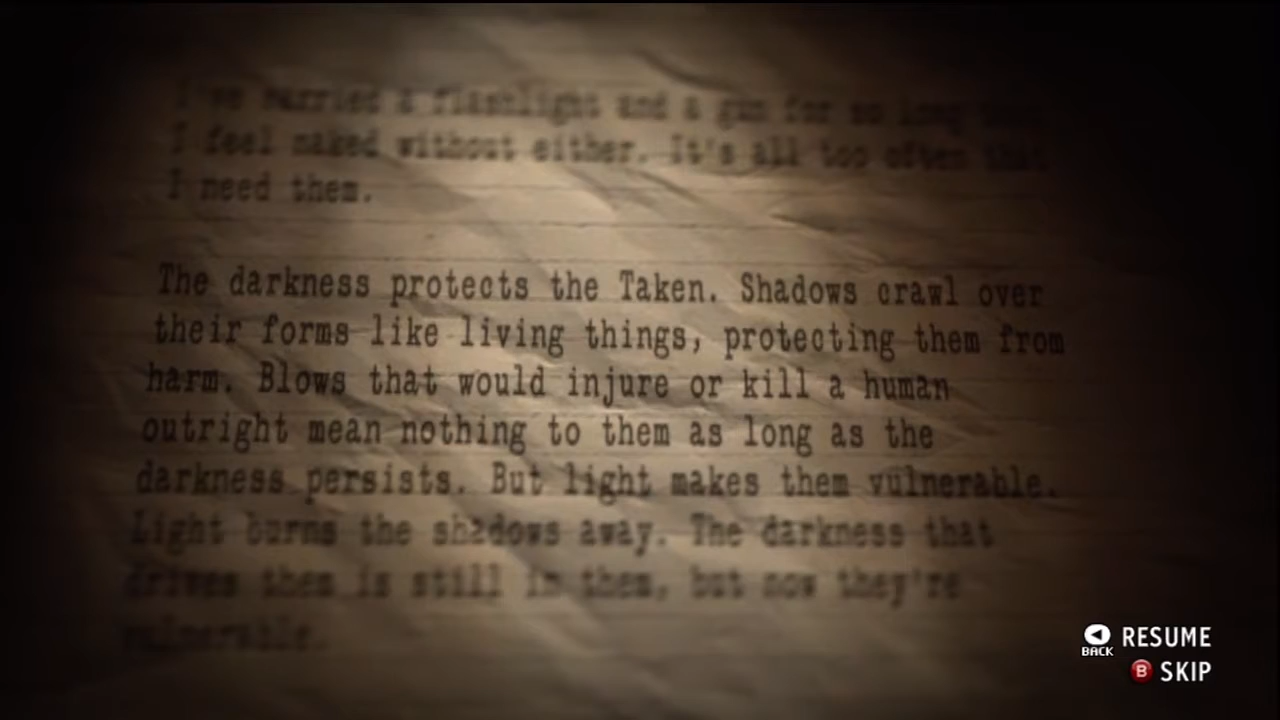 I've carried a flashlight and a gun for so long that
I feel naked without either. It's all too often that
I need them.
The darkness protects the Taken. Shadows crawl over
their forms like living things, protecting them from
harm. Blows that would injure or kill a human
outright mean nothing to them as long as the
darkness persists. But light makes them vulnerable.
Light burns the shadows away. The darkness that
drives them is still in them, but now they're
vulnerable.
BACK RESUME
B SKIP